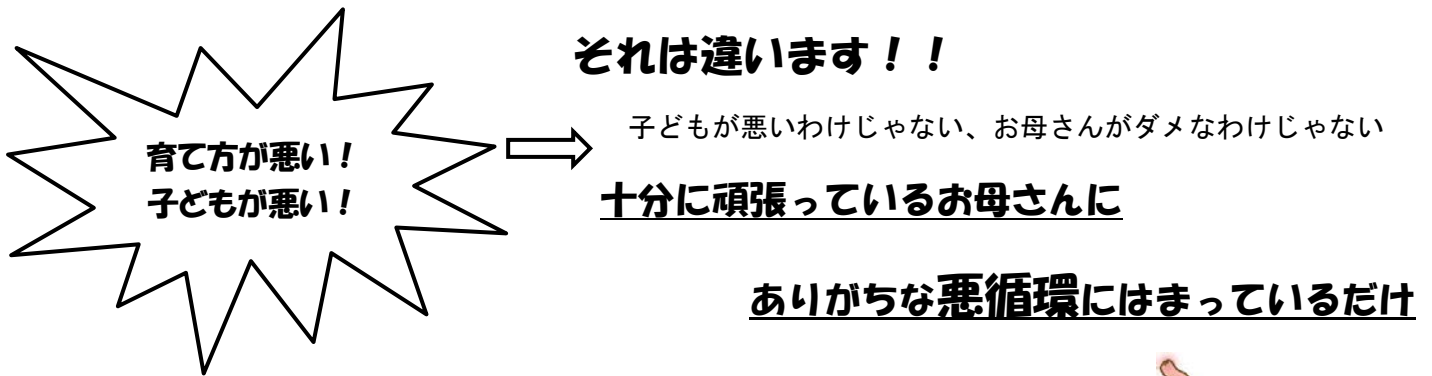 育て方が悪い！
子どもが悪い！
それは違います！！
子どもが悪いわけじゃない、お母さんがダメなわけじゃない
十分に頑張っているお母さんに
ありがちな悪循環にはまっているだけ